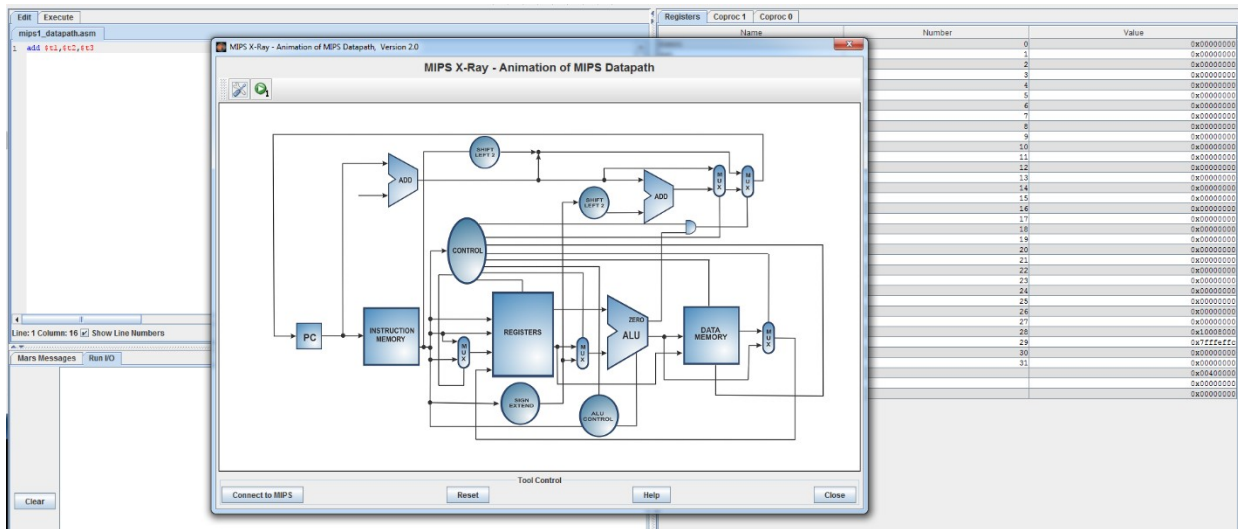 Edit Execute
mips1_datapath.asm
1 add $t1,$t2,$t3
Line: 1 Column: 16 Show Line Numbers
Mars Messages Run I/O
Clear
MIPS X-Ray - Animation of MIPS Datapath, Version 2.0
MIPS X-Ray - Animation of MIPS Datapath
1
SHIFT
LEFT 2
ADD
MUX
MUX
SHIFT
LEFT 2
ADD
CONTROL
PC
INSTRUCTION
MEMORY
MUX
REGISTERS
MUX
ZERO
ALU
DATA
MEMORY
MUX
SIGN
EXTEND
ALU
CONTROL
Tool Control
Connect to MIPS Reset Help Close
Registers Coproc 1 Coproc 0
Name Number Value
0 0x00000000
1 0x00000000
2 0x00000000
3 0x00000000
4 0x00000000
5 0x00000000
6 0x00000000
7 0x00000000
8 0x00000000
9 0x00000000
10 0x00000000
11 0x00000000
12 0x00000000
13 0x00000000
14 0x00000000
15 0x00000000
16 0x00000000
17 0x00000000
18 0x00000000
19 0x00000000
20 0x00000000
21 0x00000000
22 0x00000000
23 0x00000000
24 0x00000000
25 0x00000000
26 0x00000000
27 0x00000000
28 0x10008000
29 0x7fffeffc
30 0x00000000
31 0x00000000
0x00400000
0x00000000
0x00000000